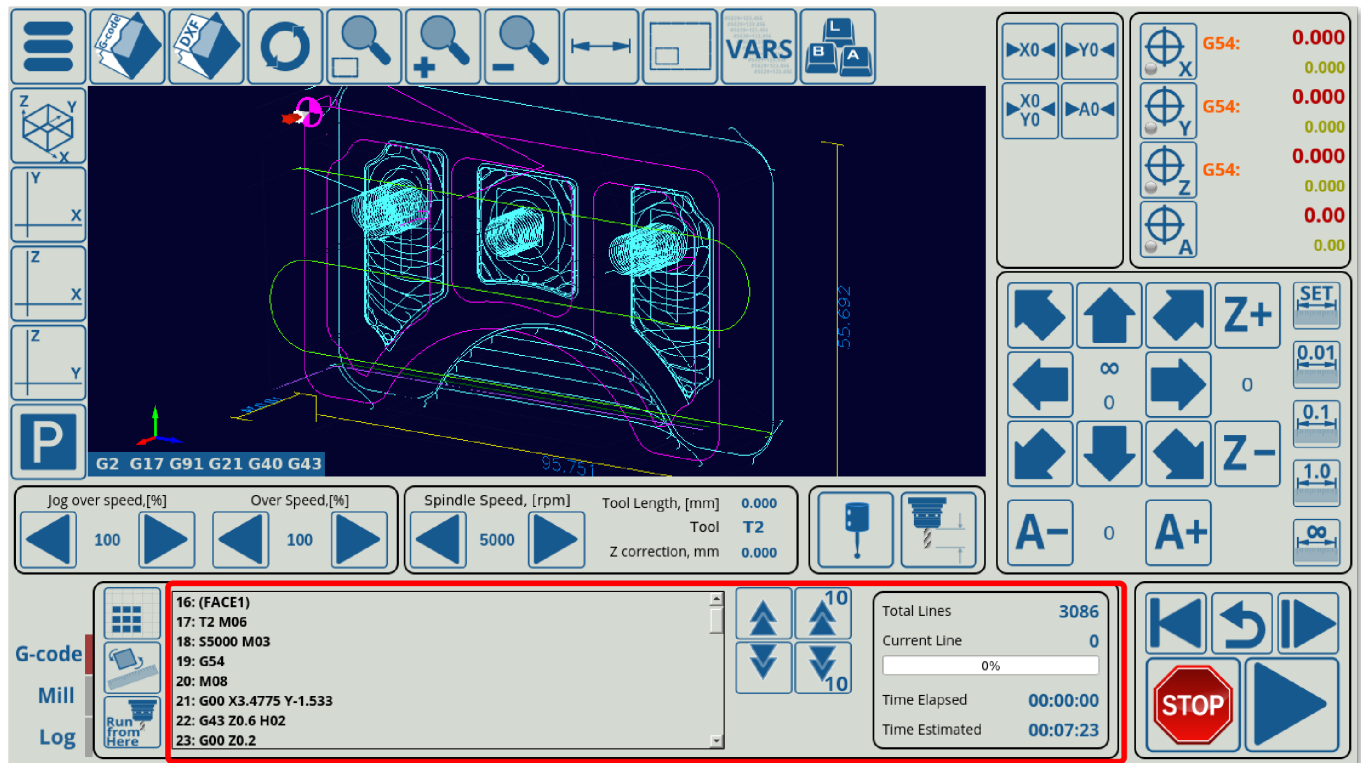 G-code
DXF
VARS
L
B A
X0 Y0
X0 Y0 A0
X G54: 0.000
0.000
Y G54: 0.000
0.000
Z G54: 0.000
0.000
A 0.00
0.00
Z Y X
Y X
Z X
Z Y
P
55.692
95.751
G2 G17 G91 G21 G40 G43
Z+
SET
0.01
∞
0
0
0.1
Z−
1.0
A− 0 A+
∞
Jog over speed,[%]
100
Over Speed,[%]
100
Spindle Speed, [rpm]
5000
Tool Length, [mm] 0.000
Tool T2
Z correction, mm 0.000
G-code
Mill
Log
Run from Here
16: (FACE1)
17: T2 M06
18: S5000 M03
19: G54
20: M08
21: G00 X3.4775 Y-1.533
22: G43 Z0.6 H02
23: G00 Z0.2
10
10
Total Lines 3086
Current Line 0
0%
Time Elapsed 00:00:00
Time Estimated 00:07:23
STOP